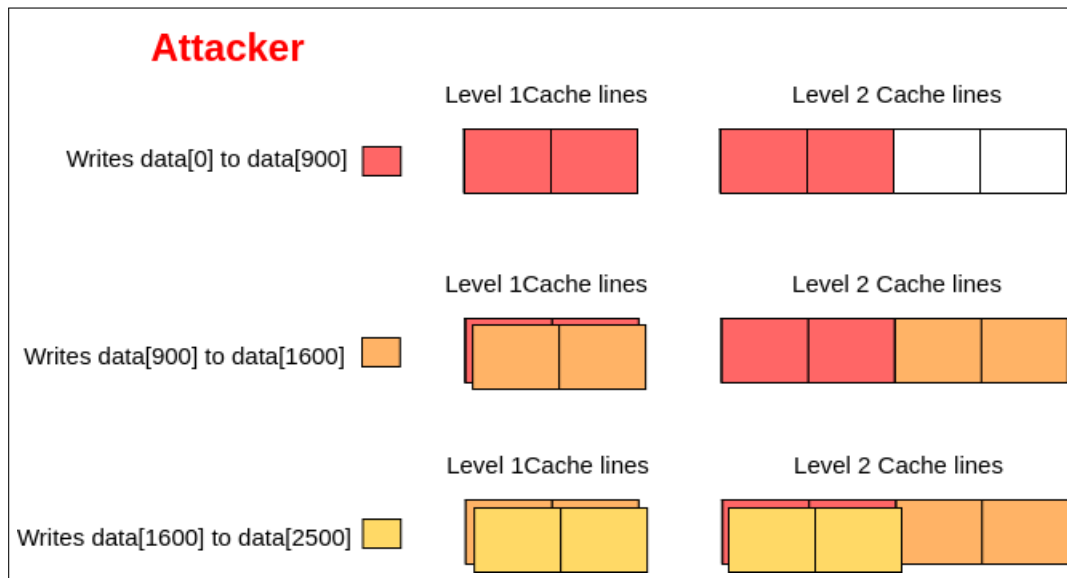 Attacker
Level 1Cache lines
Level 2 Cache lines
Writes data[0] to data[900]
Level 1Cache lines
Level 2 Cache lines
Writes data[900] to data[1600]
Level 1Cache lines
Level 2 Cache lines
Writes data[1600] to data[2500]